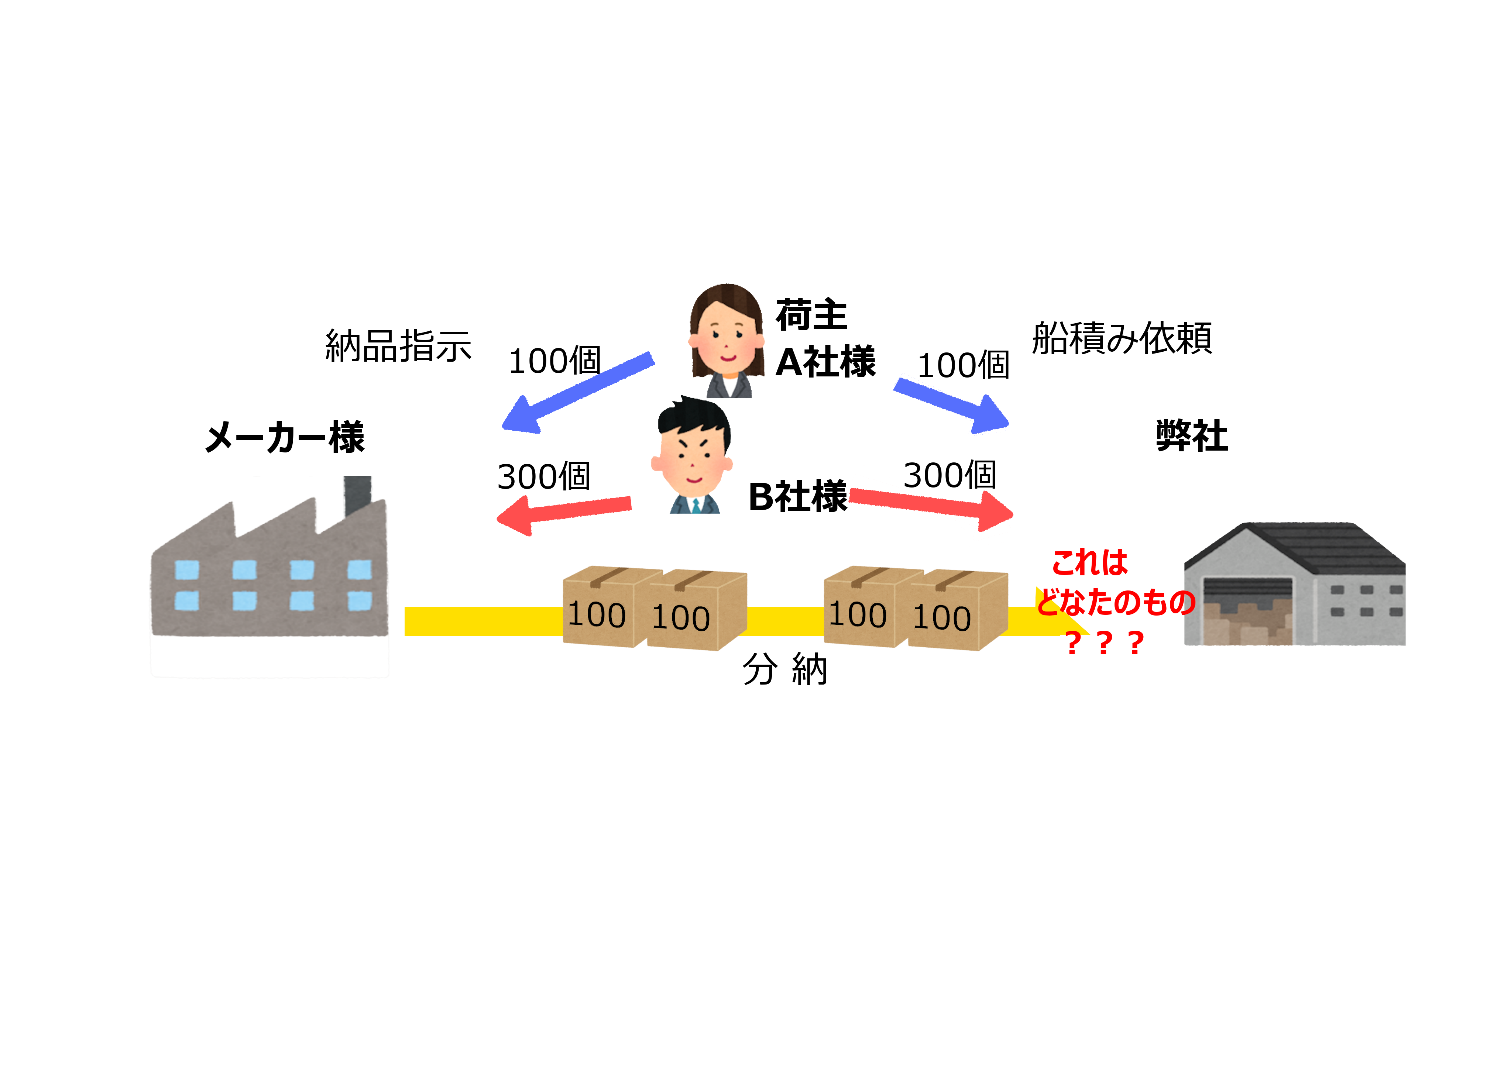 荷主
A社様
納品指示
100個
100個
船積み依頼
メーカー様
弊社
300個
B社様
300個
これは
どなたのもの
？？？
100
100
100
100
分 納